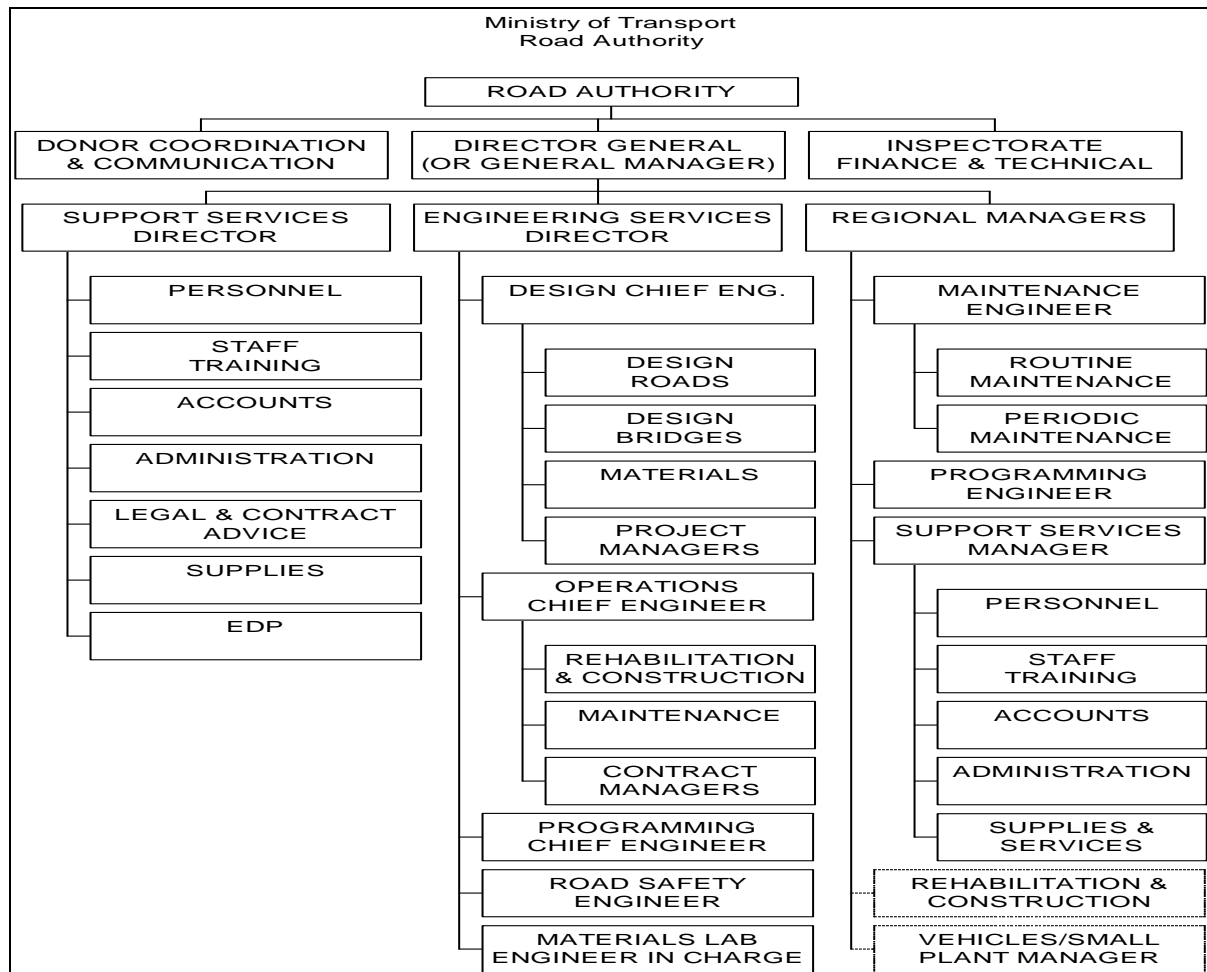 Ministry of Transport
Road Authority
ROAD AUTHORITY
DONOR COORDINATION
& COMMUNICATION
DIRECTOR GENERAL
(OR GENERAL MANAGER)
INSPECTORATE
FINANCE & TECHNICAL
SUPPORT SERVICES
DIRECTOR
PERSONNEL
STAFF
TRAINING
ACCOUNTS
ADMINISTRATION
LEGAL & CONTRACT
ADVICE
SUPPLIES
EDP
ENGINEERING SERVICES
DIRECTOR
DESIGN CHIEF ENG.
DESIGN
ROADS
DESIGN
BRIDGES
MATERIALS
PROJECT
MANAGERS
OPERATIONS
CHIEF ENGINEER
REHABILITATION
& CONSTRUCTION
MAINTENANCE
CONTRACT
MANAGERS
PROGRAMMING
CHIEF ENGINEER
ROAD SAFETY
ENGINEER
MATERIALS LAB
ENGINEER IN CHARGE
REGIONAL MANAGERS
MAINTENANCE
ENGINEER
ROUTINE
MAINTENANCE
PERIODIC
MAINTENANCE
PROGRAMMING
ENGINEER
SUPPORT SERVICES
MANAGER
PERSONNEL
STAFF
TRAINING
ACCOUNTS
ADMINISTRATION
SUPPLIES &
SERVICES
REHABILITATION &
CONSTRUCTION
VEHICLES/SMALL
PLANT MANAGER